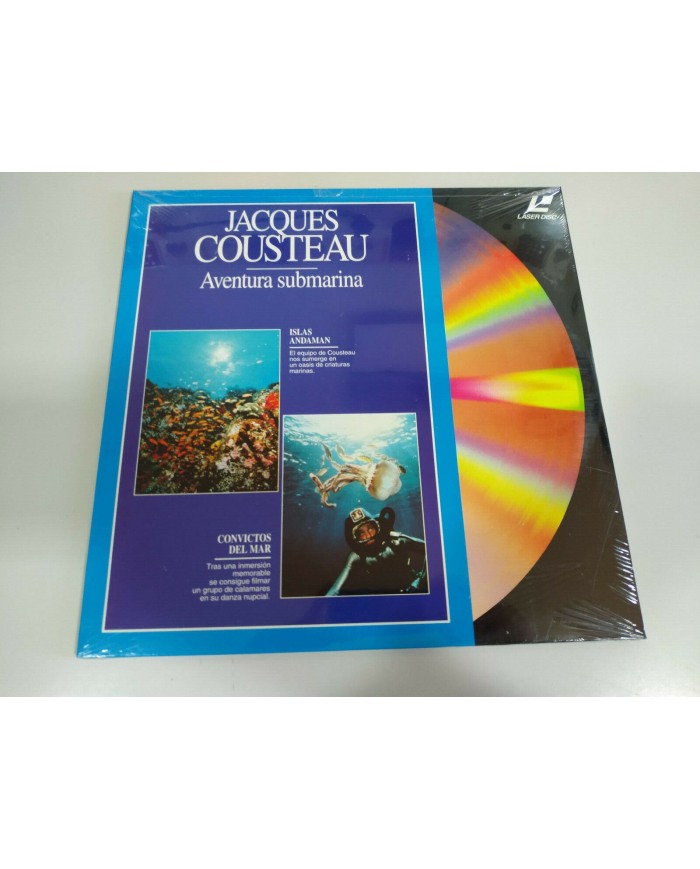 JACQUES
COUSTEAU
Aventura submarina
LASER DISC
ISLAS
ANDAMAN
El equipo de Cousteau
nos sumerge en
un oasis de criaturas
marinas.
CONVICTOS
DEL MAR
Tras una inmersión
memorable
se consigue filmar
un grupo de calamares
en su danza nupcial.